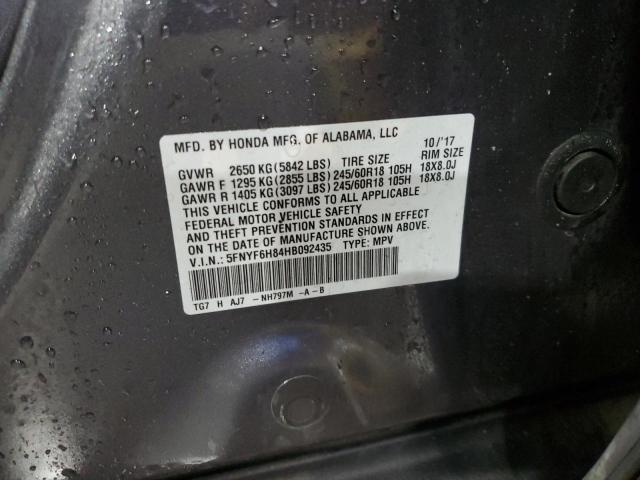 MFD. BY HONDA MFG. OF ALABAMA, LLC 10/'17
GVWR 2650 KG(5842 LBS) TIRE SIZE RIM SIZE
GAWR F 1295 KG(2855 LBS) 245/60R18 105H 18X8.0J
GAWR R 1405 KG(3097 LBS) 245/60R18 105H 18X8.0J
THIS VEHICLE CONFORMS TO ALL APPLICABLE
FEDERAL MOTOR VEHICLE SAFETY
AND THEFT PREVENTION STANDARDS IN EFFECT
ON THE DATE OF MANUFACTURE SHOWN ABOVE.
V.I.N.: 5FNYF6H84HB092435 TYPE: MPV
TG7 H AJ7 -NH797M -A-B